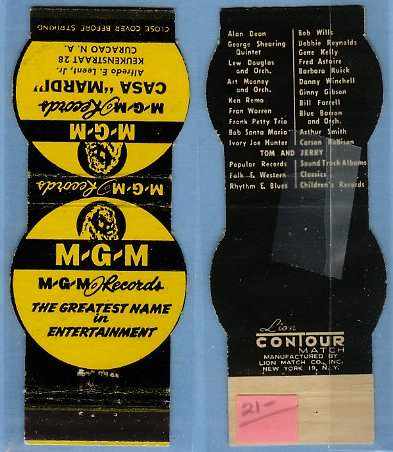 CLOSE COVER BEFORE STRIKING
CURACAO N. A.
KEUKENSTRAAT 28
Alfredo E. Leent, Jr.
CASA "MARDI"
M-G-M Records
M-G-M
M-G-M Records
M-G-M
M-G-M Records
THE GREATEST NAME
in
ENTERTAINMENT
Alan Dean
George Shearing
Quintet
Lew Douglas
and Orch.
Art Mooney
and Orch.
Ken Remo
Fran Warren
Frank Petty Trio
Bob Santa Maria
Ivory Joe Hunter
Bob Wills
Debbie Reynolds
Gene Kelly
Fred Astaire
Barbara Ruick
Danny Winchell
Ginny Gibson
Bill Farrell
Blue Barron
and Orch.
Arthur Smith
Carson Robison
TOM AND JERRY
Popular Records
Folk & Western
Rhythm & Blues
Sound Track Albums
Classics
Children's Records
Lion
CONTOUR
MATCH
MANUFACTURED BY
LION MATCH CO., INC.
NEW YORK 19, N. Y.
21-